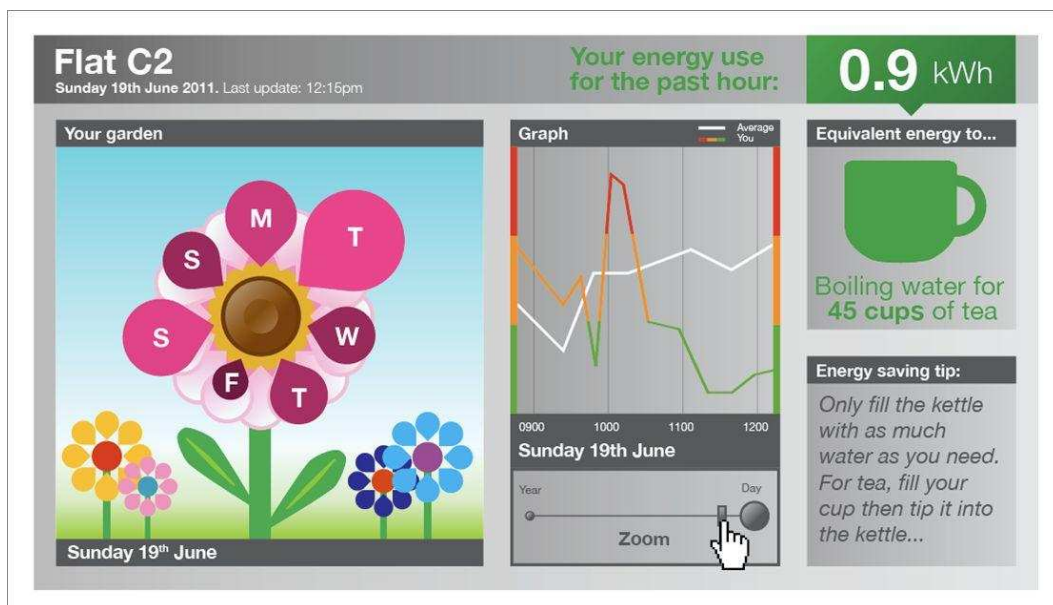 Flat C2
Sunday 19th June 2011. Last update: 12:15pm
Your energy use
for the past hour:
0.9 kWh
Your garden
M
T
S
W
S
F
T
Sunday 19th June
Graph
Average
You
0900 1000 1100 1200
Sunday 19th June
Year
Day
Zoom
Equivalent energy to...
Boiling water for
45 cups of tea
Energy saving tip:
Only fill the kettle
with as much
water as you need.
For tea, fill your
cup then tip it into
the kettle...